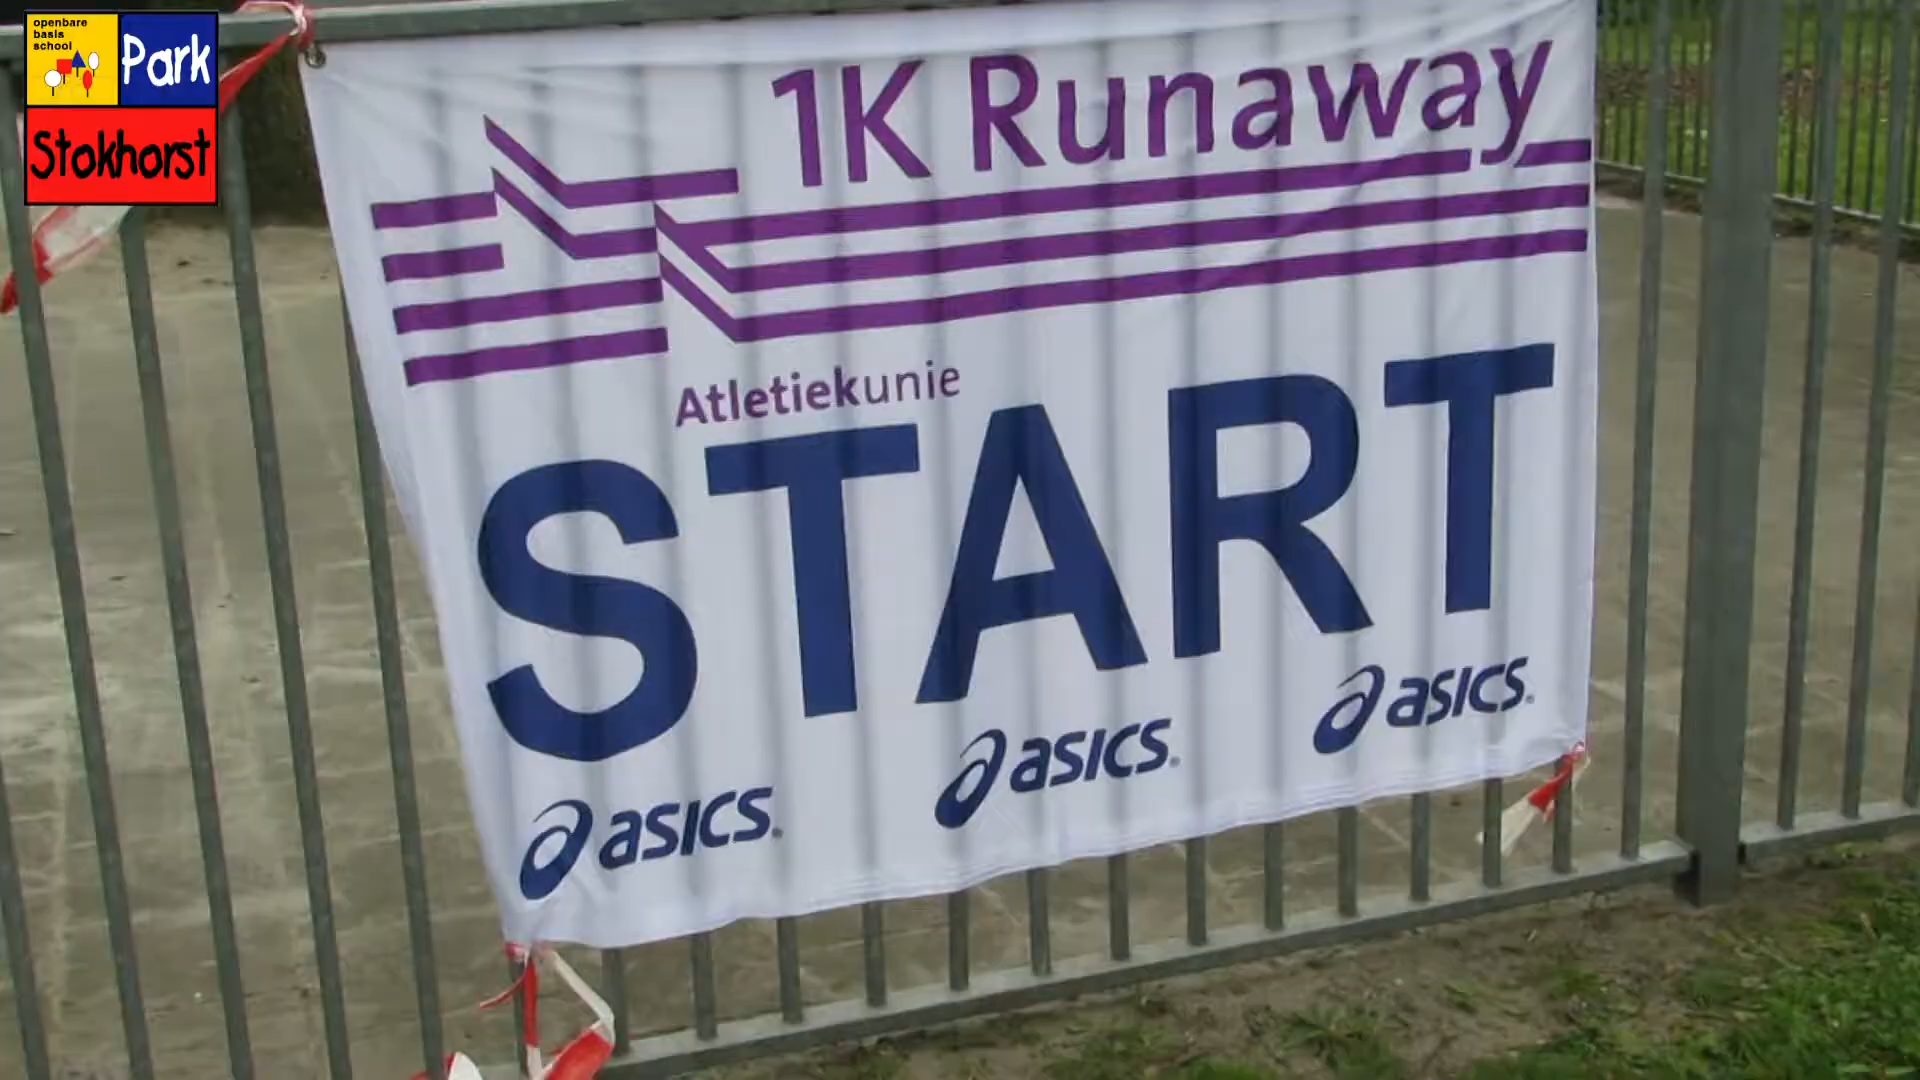 openbare
basis
school
Park
Stokhorst
1K Runaway
Atletiekunie
START
asics
asics
asics